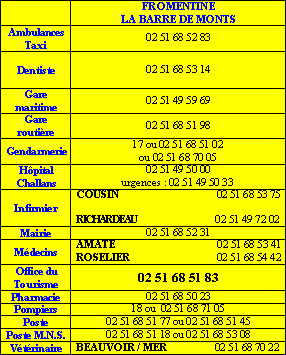 FROMENTINE
LA BARRE DE MONTS
Ambulances
Taxi
02 51 68 52 83
Dentiste
02 51 68 53 14
Gare
maritime
02 51 49 59 69
Gare
routière
02 51 68 51 98
Gendarmerie
17 ou 02 51 68 51 02
ou 02 51 68 70 05
Hôpital
Challans
02 51 49 50 00
urgences : 02 51 49 50 33
Infirmier
COUSIN 02 51 68 53 75
RICHARDEAU 02 51 49 72 02
Mairie
02 51 68 52 31
Médecins
AMATE 02 51 68 53 41
ROSELIER 02 51 68 54 42
Office du
Tourisme
02 51 68 51 83
Pharmacie
02 51 68 50 23
Pompiers
18 ou 02 51 68 71 05
Poste
02 51 68 51 77 ou 02 51 68 51 45
Poste M.N.S.
02 51 68 51 18 ou 02 51 68 53 08
Vétérinaire
BEAUVOIR / MER 02 51 68 70 22